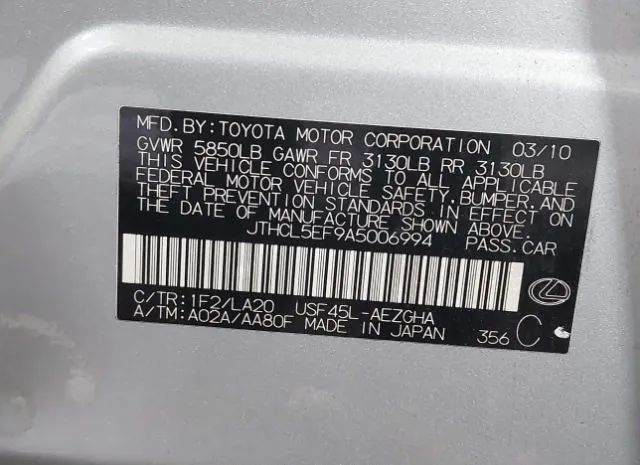 MFD.BY:TOYOTA MOTOR CORPORATION 03/10
GVWR 5850LB GAWR FR 3130LB RR 3130LB
THIS VEHICLE CONFORMS TO ALL APPLICABLE
FEDERAL MOTOR VEHICLE SAFETY,BUMPER,AND
THEFT PREVENTION STANDARDS IN EFFECT ON
THE DATE OF MANUFACTURE SHOWN ABOVE.
JTHCL5EF9A5006994 PASS.CAR
C/TR:1F2/LA20 USF45L-AEZGHA
A/TM:A02A/AA80F MADE IN JAPAN 356 C